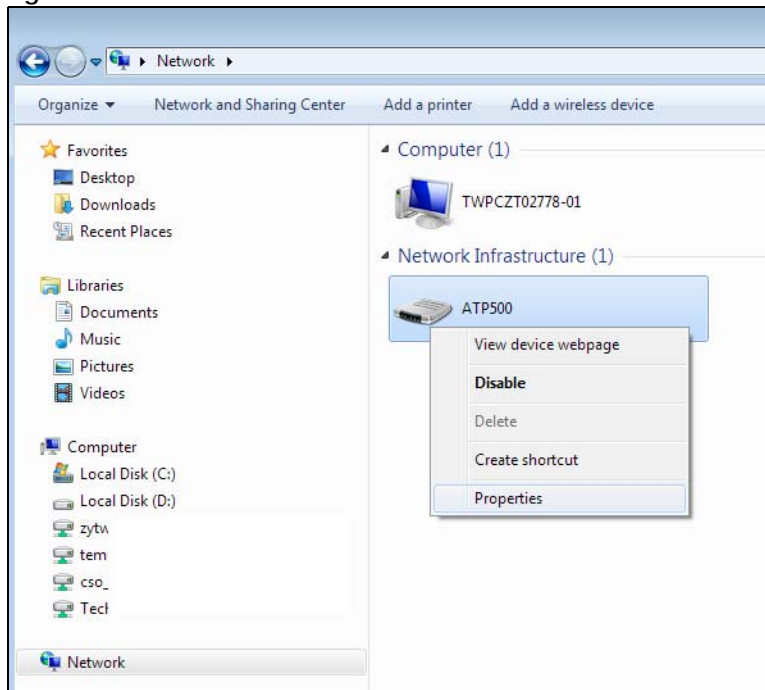 Network
Organize Network and Sharing Center Add a printer Add a wireless device
Favorites
Desktop
Downloads
Recent Places
Libraries
Documents
Music
Pictures
Videos
Computer
Local Disk (C:)
Local Disk (D:)
tem
cso_
Network
Computer (1)
TWPCZT02778-01
Network Infrastructure (1)
ATP500
View device webpage
Disable
Delete
Create shortcut
Properties